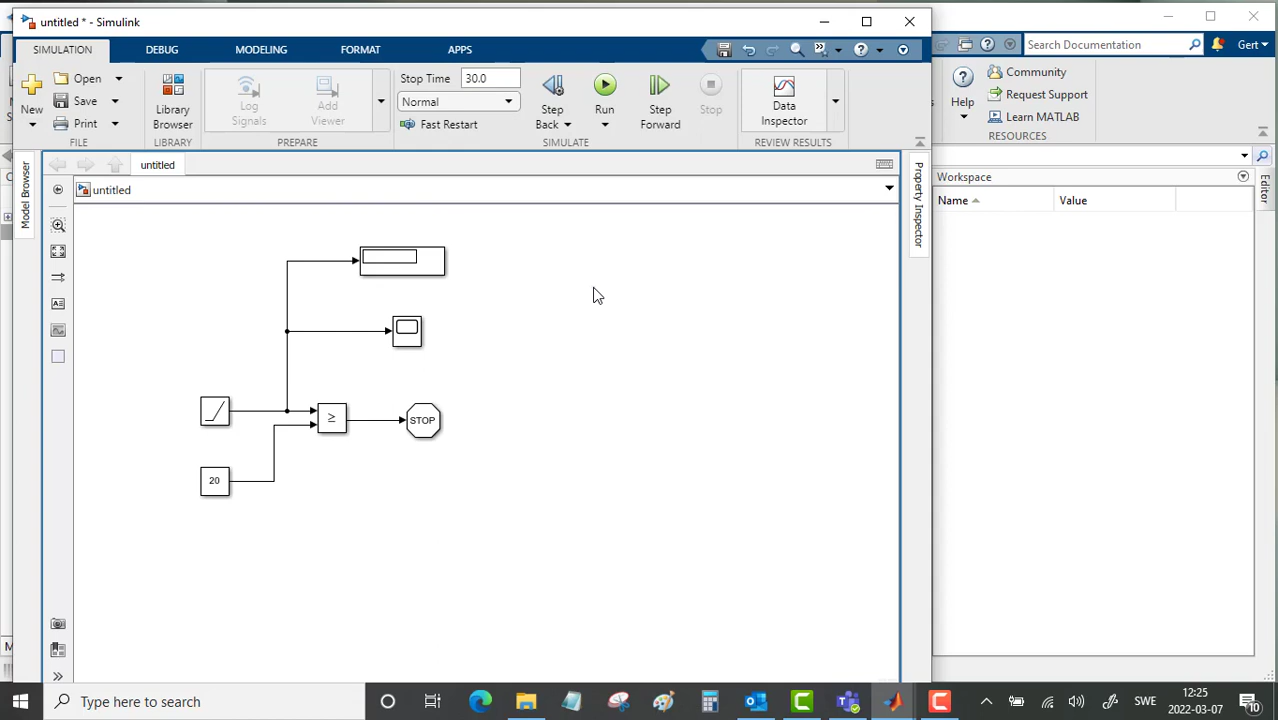 untitled * - Simulink
SIMULATION
DEBUG
MODELING
FORMAT
APPS
Search Documentation
Gert
New
Open
Save
Print
FILE
Library
Browser
LIBRARY
Log
Signals
Add
Viewer
PREPARE
Stop Time
30.0
Normal
Fast Restart
Step
Back
Run
Step
Forward
Stop
SIMULATE
Data
Inspector
REVIEW RESULTS
Help
Community
Request Support
Learn MATLAB
RESOURCES
untitled
untitled
Model Browser
Property Inspector
Workspace
Name
Value
Editor
≥
STOP
20
Type here to search
SWE
12:25
2022-03-07
10